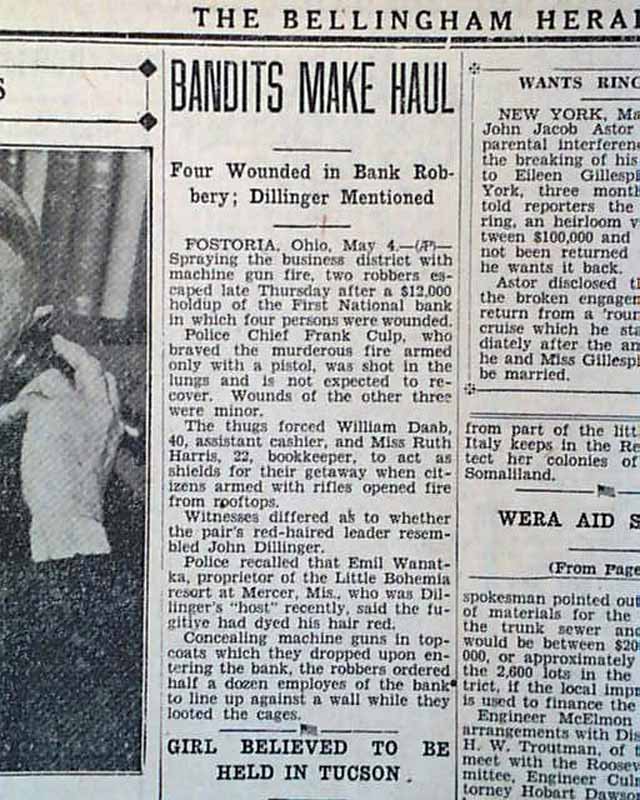 THE BELLINGHAM HERAL
S
BANDITS MAKE HAUL
Four Wounded in Bank Rob-
bery; Dillinger Mentioned
FOSTORIA, Ohio, May 4.—(AP)—
Spraying the business district with
machine gun fire, two robbers es-
caped late Thursday after a $12,000
holdup of the First National bank
in which four persons were wounded.
Police Chief Frank Culp, who
braved the murderous fire armed
only with a pistol, was shot in the
lungs and is not expected to re-
cover. Wounds of the other three
were minor.
The thugs forced William Daab,
40, assistant cashier, and Miss Ruth
Harris, 22, bookkeeper, to act as
shields for their getaway when cit-
izens armed with rifles opened fire
from rooftops.
Witnesses differed as to whether
the pair's red-haired leader resem-
bled John Dillinger.
Police recalled that Emil Wanat-
ka, proprietor of the Little Bohemia
resort at Mercer, Mis., who was Dil-
linger's "host" recently, said the fu-
gitive had dyed his hair red.
Concealing machine guns in top-
coats which they dropped upon en-
tering the bank, the robbers ordered
half a dozen employes of the bank
to line up against a wall while they
looted the cages.
GIRL BELIEVED TO BE
HELD IN TUCSON
WANTS RING
NEW YORK, Ma
John Jacob Astor
parental interferen
the breaking of his
to Eileen Gillesp
York, three month
told reporters the
ring, an heirloom v
tween $100,000 and
not been returned
he wants it back.
Astor disclosed t
the broken engagem
return from a 'roun
cruise which he sta
diately after the an
he and Miss Gillespi
be married.
from part of the littl
Italy keeps in the Re
tect her colonies of
Somaliland.
WERA AID S
(From Page
spokesman pointed out
of materials for the
the trunk sewer and
would be between $20
000, or approximately
the 2,600 lots in the
trict, if the local imp
is used to finance the
Engineer McElmon
arrangements with Dis
H. W. Troutman, of t
meet with the Roosev
mittee, Engineer Culv
torney Hobart Dawson